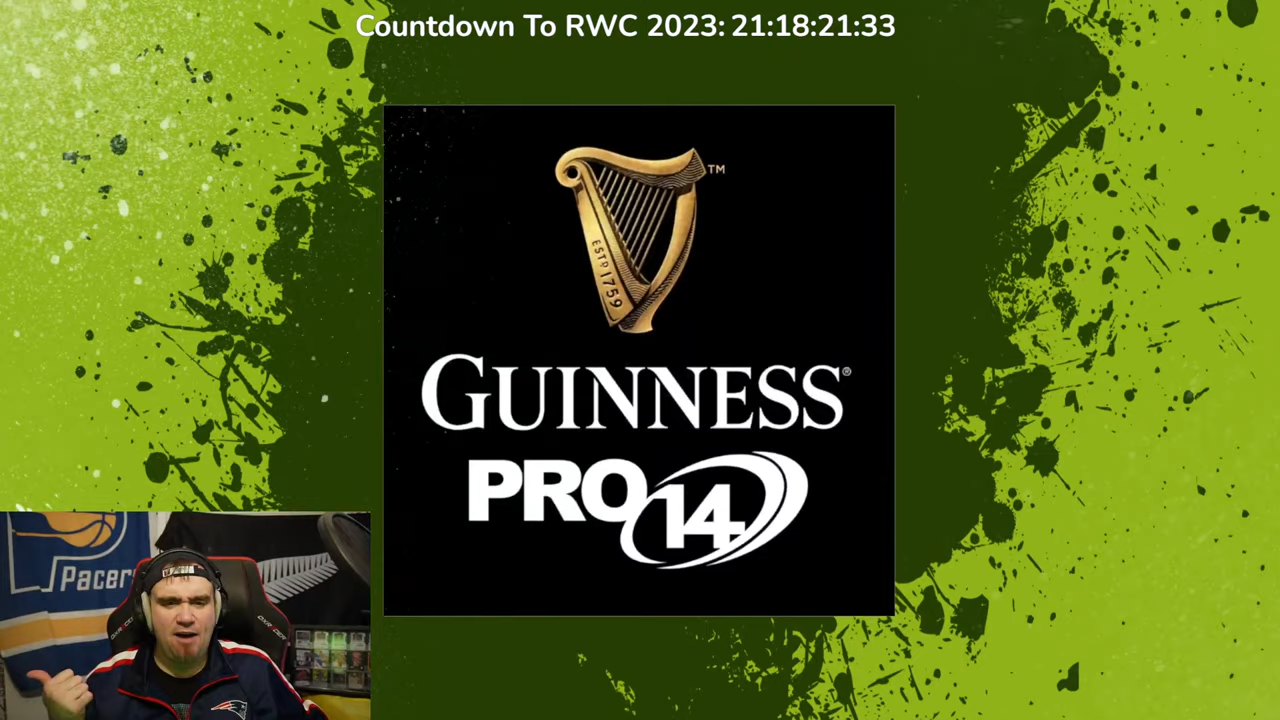 Countdown To RWC 2023: 21:18:21:33
TM
ESTD 1759
GUINNESS®
PRO14
Pacers